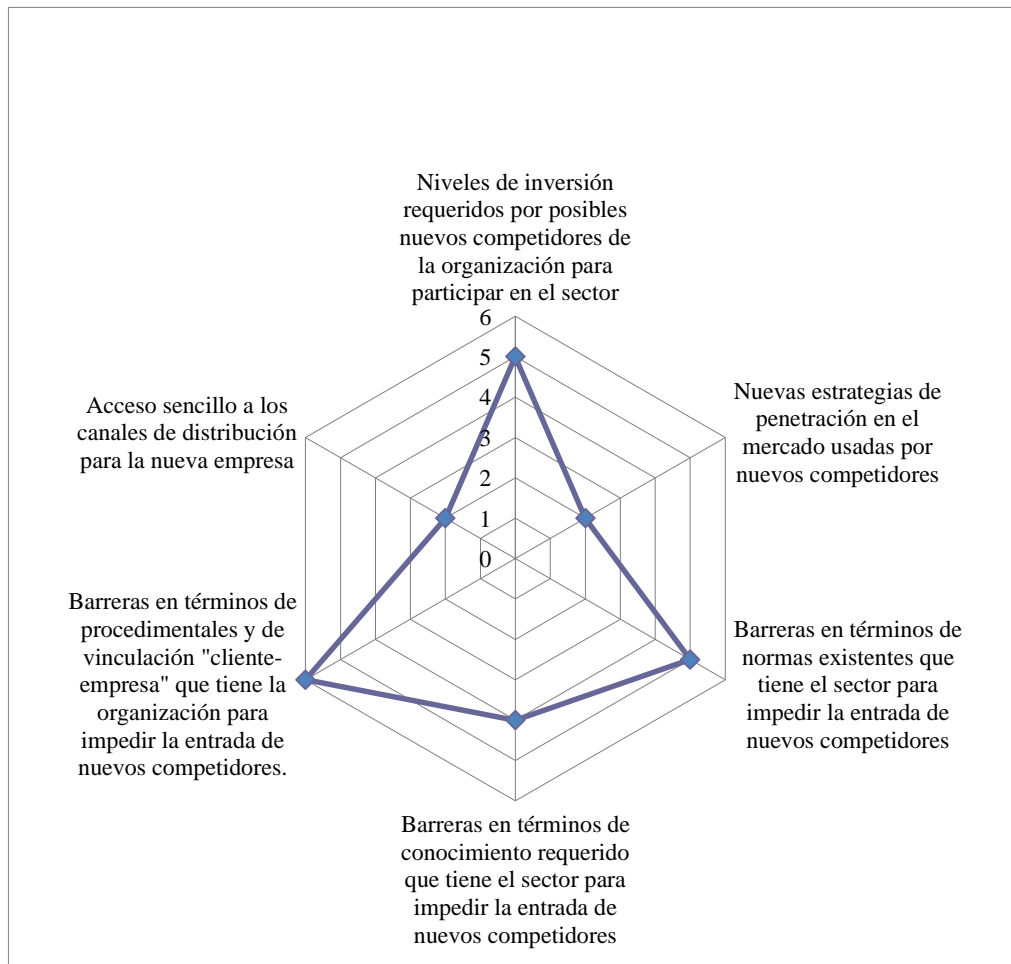 Niveles de inversión
requeridos por posibles
nuevos competidores de
la organización para
participar en el sector
6
5
4
3
2
1
0
Nuevas estrategias de
penetración en el
mercado usadas por
nuevos competidores
Barreras en términos de
normas existentes que
tiene el sector para
impedir la entrada de
nuevos competidores
Barreras en términos de
conocimiento requerido
que tiene el sector para
impedir la entrada de
nuevos competidores
Barreras en términos de
procedimentales y de
vinculación "cliente-
empresa" que tiene la
organización para
impedir la entrada de
nuevos competidores.
Acceso sencillo a los
canales de distribución
para la nueva empresa